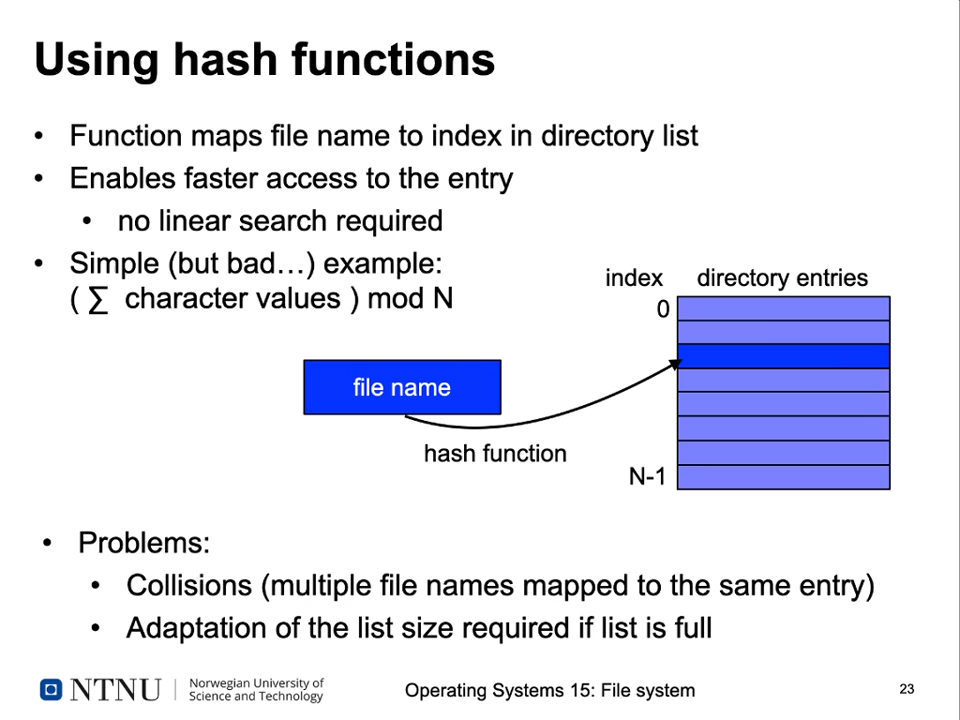 Using hash functions
• Function maps file name to index in directory list
• Enables faster access to the entry
• no linear search required
• Simple (but bad…) example:
( ∑ character values ) mod N
index directory entries
0
file name
hash function
N-1
• Problems:
• Collisions (multiple file names mapped to the same entry)
• Adaptation of the list size required if list is full
NTNU
Norwegian University of
Science and Technology
Operating Systems 15: File system
23